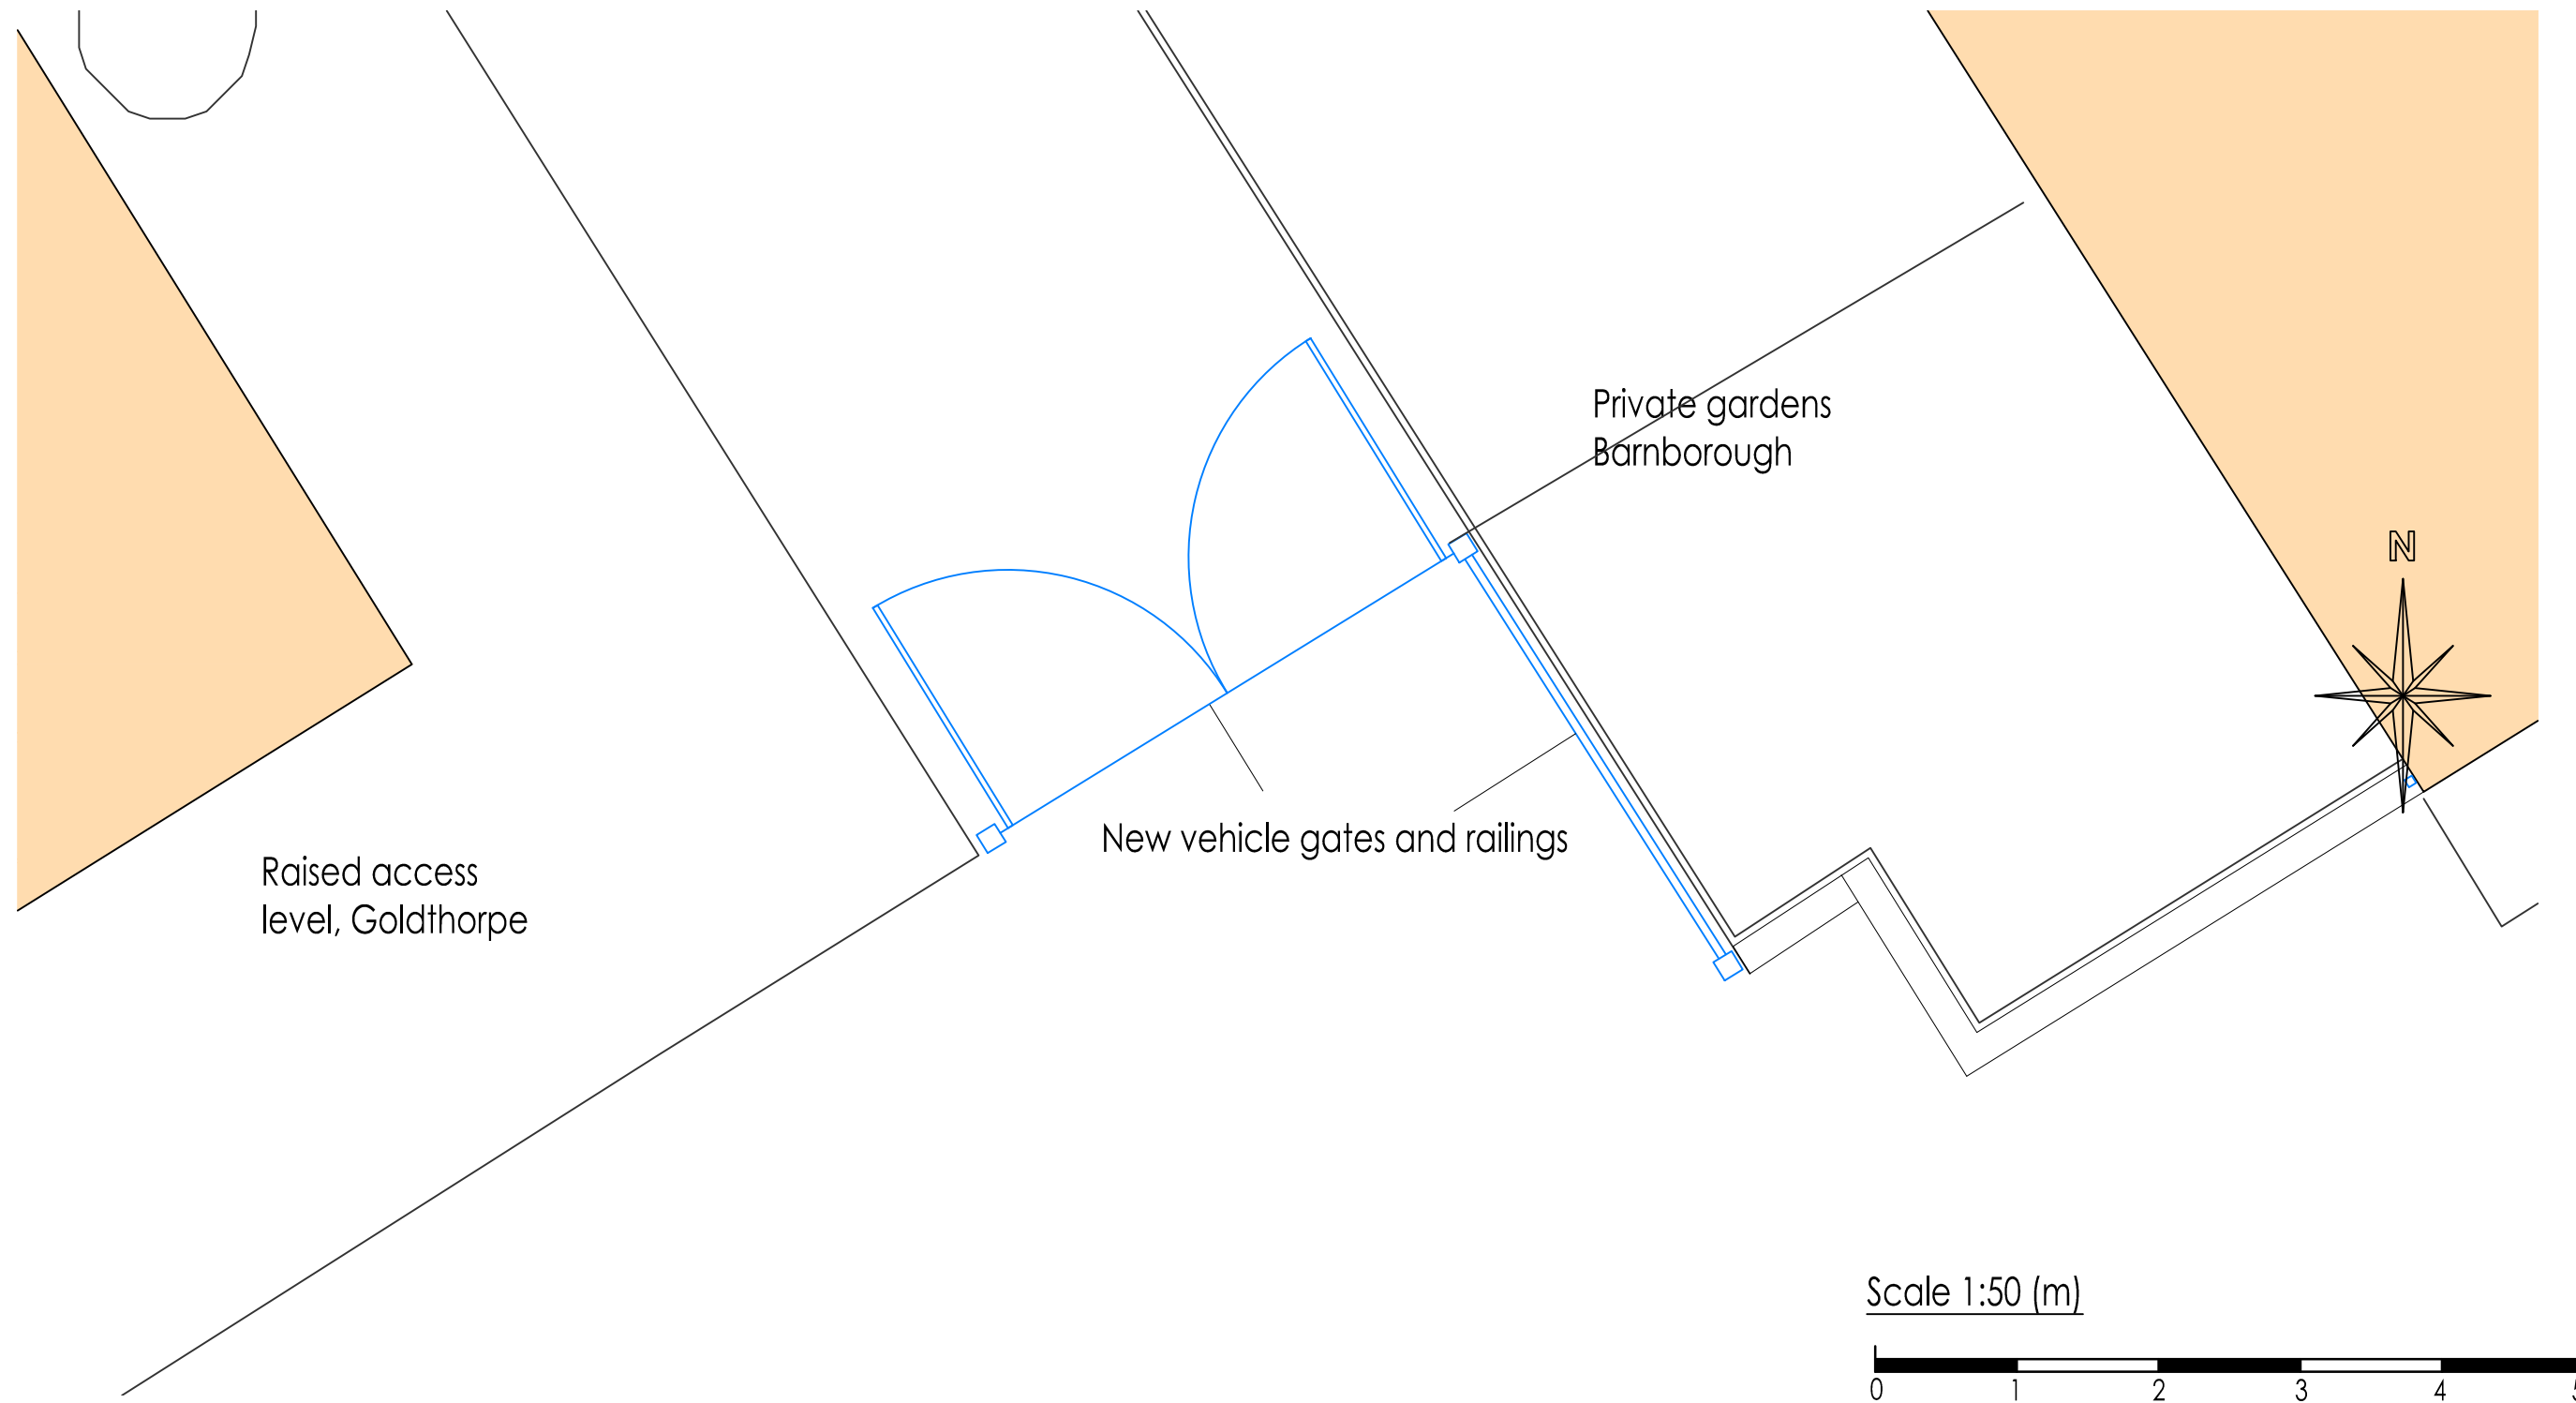 Private gardens
Barnborough
N
New vehicle gates and railings
Raised access
level, Goldthorpe
Scale 1:50 (m)
0 1 2 3 4